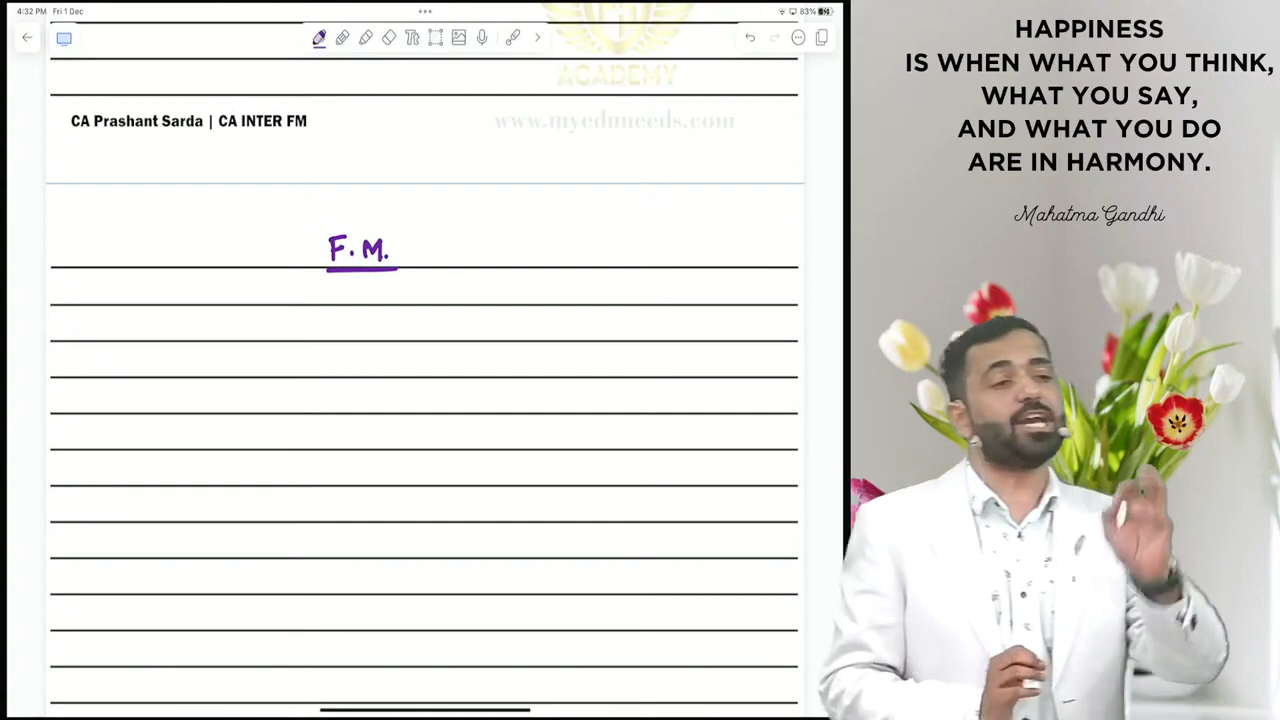 4:32 PM Fri 1 Dec
83%
ACADEMY
CA Prashant Sarda | CA INTER FM
www.myeduneeds.com
F. M.
HAPPINESS
IS WHEN WHAT YOU THINK,
WHAT YOU SAY,
AND WHAT YOU DO
ARE IN HARMONY.
Mahatma Gandhi